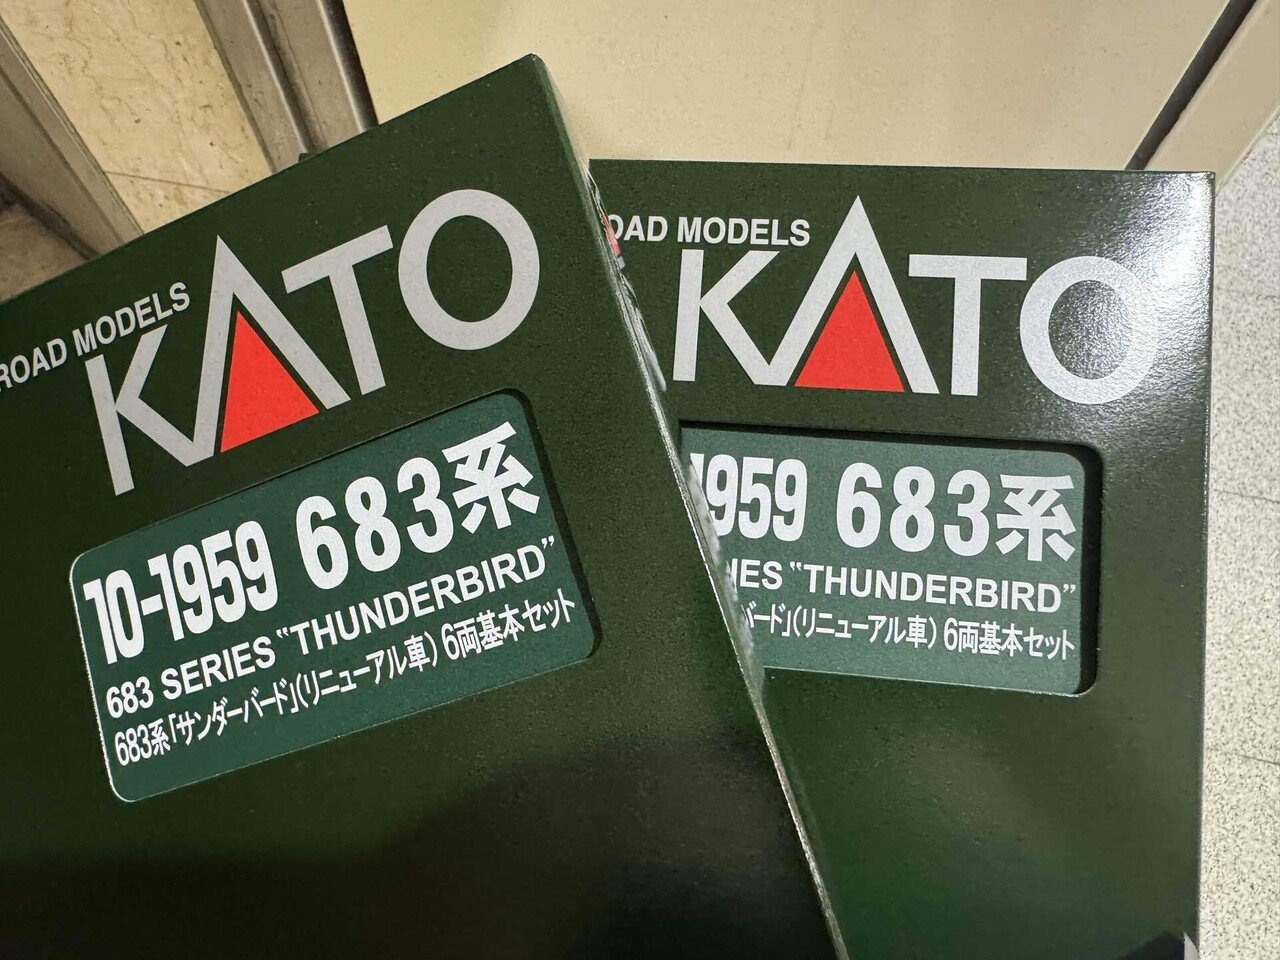 ROAD MODELS
KATO
10-1959 683系
683 SERIES "THUNDERBIRD"
683系「サンダーバード」(リニューアル車) 6両基本セット
OAD MODELS
KATO
1959 683系
IES "THUNDERBIRD"
バード」(リニューアル車) 6両基本セット